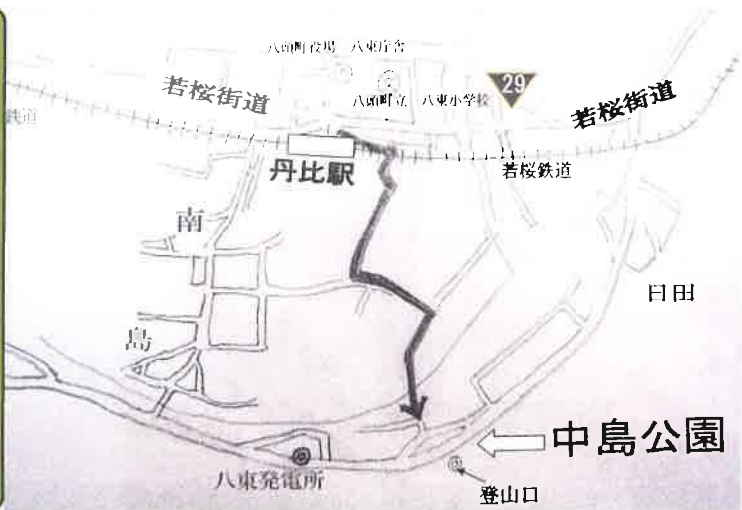 八頭町役場 八東庁舎
若桜街道
八頭町立 八東小学校
29
若桜街道
鉄道
丹比駅
若桜鉄道
南
島
日田
中島公園
八東発電所
登山口